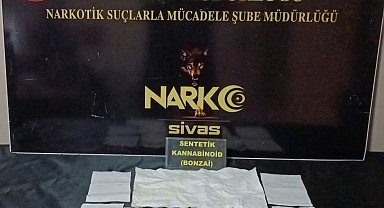 NARKOTİK SUÇLARLA MÜCADELE ŞUBE MÜDÜRLÜĞÜ
NARKO
sivas
SENTETİK
KANNABİNOİD
(BONZAİ)